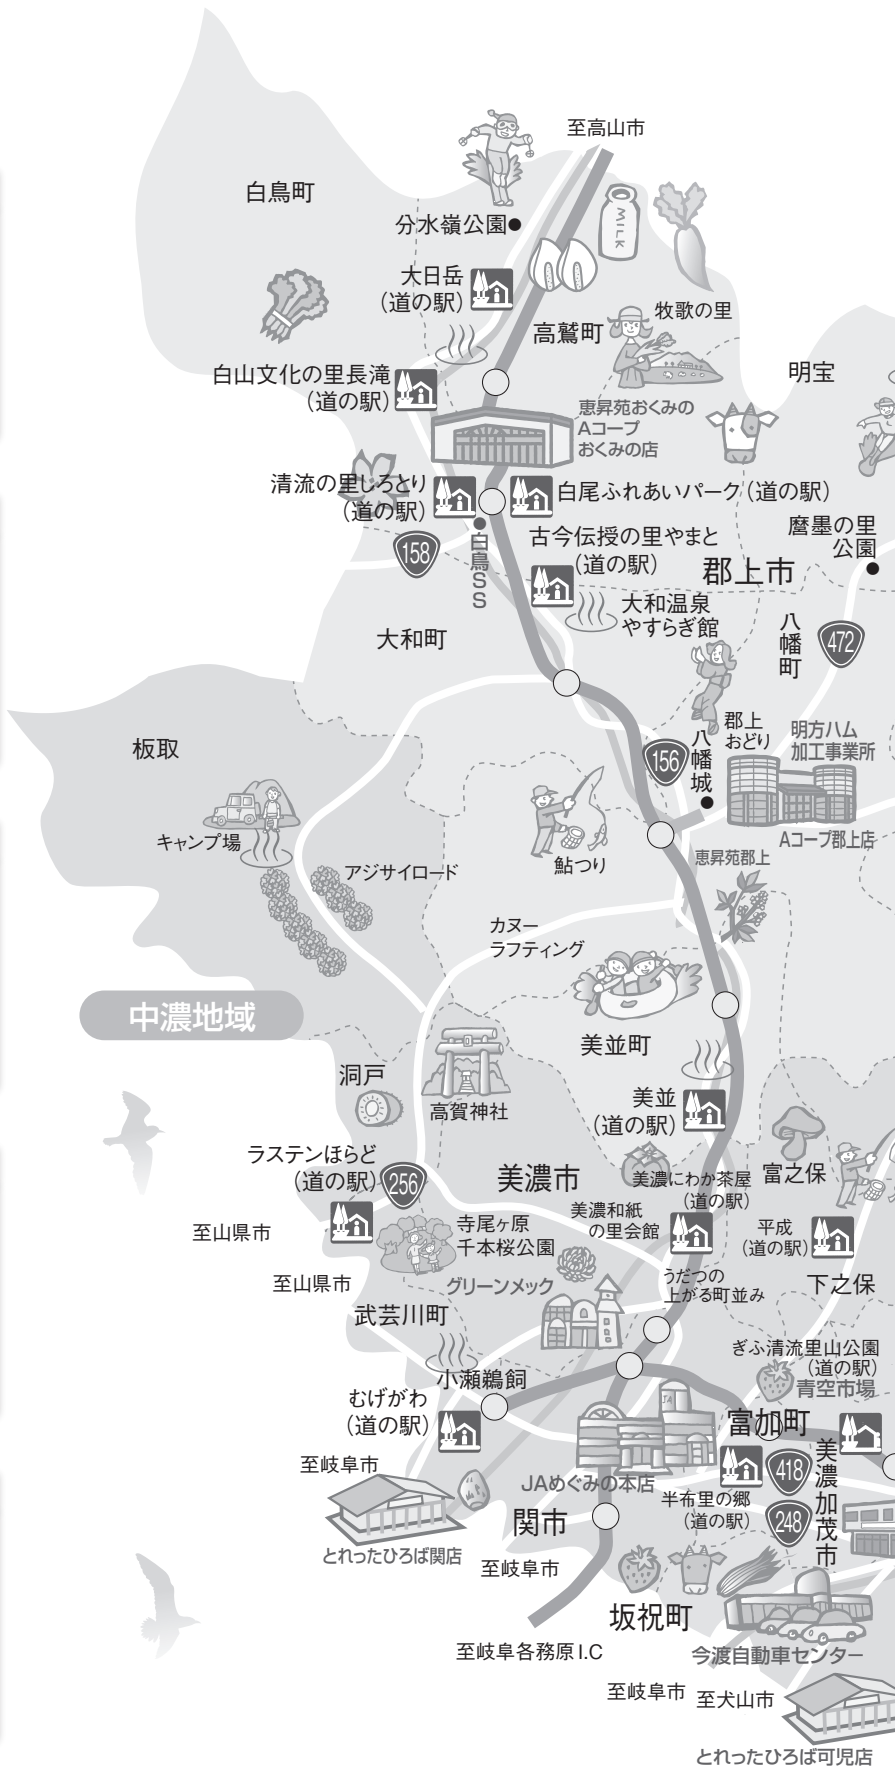 至高山市
白鳥町
分水嶺公園
MILK
大日岳
（道の駅）
牧歌の里
高鷲町
明宝
白山文化の里長滝
（道の駅）
恵昇苑おくみの
Aコープ
おくみの店
清流の里しろとり
（道の駅）
白尾ふれあいパーク（道の駅）
白鳥SS
158
古今伝授の里やまと
（道の駅）
麿墨の里
公園
郡上市
大和温泉
やすらぎ館
大和町
八幡町
472
板取
156
八幡城
郡上
おどり
明方ハム
加工事業所
キャンプ場
アジサイロード
鮎つり
Aコープ郡上店
恵昇苑郡上
カヌー
ラフティング
中濃地域
美並町
洞戸
高賀神社
美並
（道の駅）
ラステンほらど
（道の駅）
256
美濃市
美濃にわか茶屋
（道の駅）
富之保
至山県市
寺尾ヶ原
千本桜公園
美濃和紙
の里会館
平成
（道の駅）
至山県市
グリーンメック
うだつの
上がる町並み
下之保
武芸川町
ぎふ清流里山公園
（道の駅）
青空市場
小瀬鵜飼
むげがわ
（道の駅）
JA
富加町
至岐阜市
JAめぐみの本店
418
美濃加茂市
半布里の郷
（道の駅）
248
関市
とれったひろば関店
至岐阜市
坂祝町
至岐阜各務原I.C
今渡自動車センター
至岐阜市
至犬山市
とれったひろば可児店